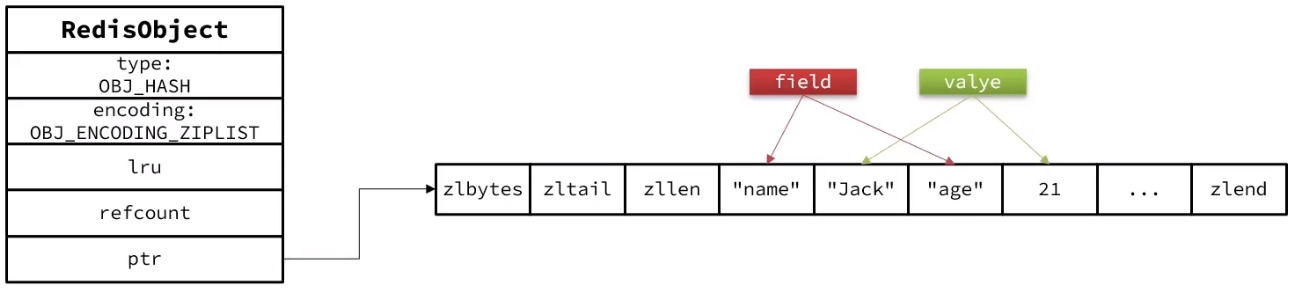 RedisObject
type:
OBJ_HASH
encoding:
OBJ_ENCODING_ZIPLIST
lru
refcount
ptr
field
valye
zlbytes
zltail
zllen
"name"
"Jack"
"age"
21
...
zlend